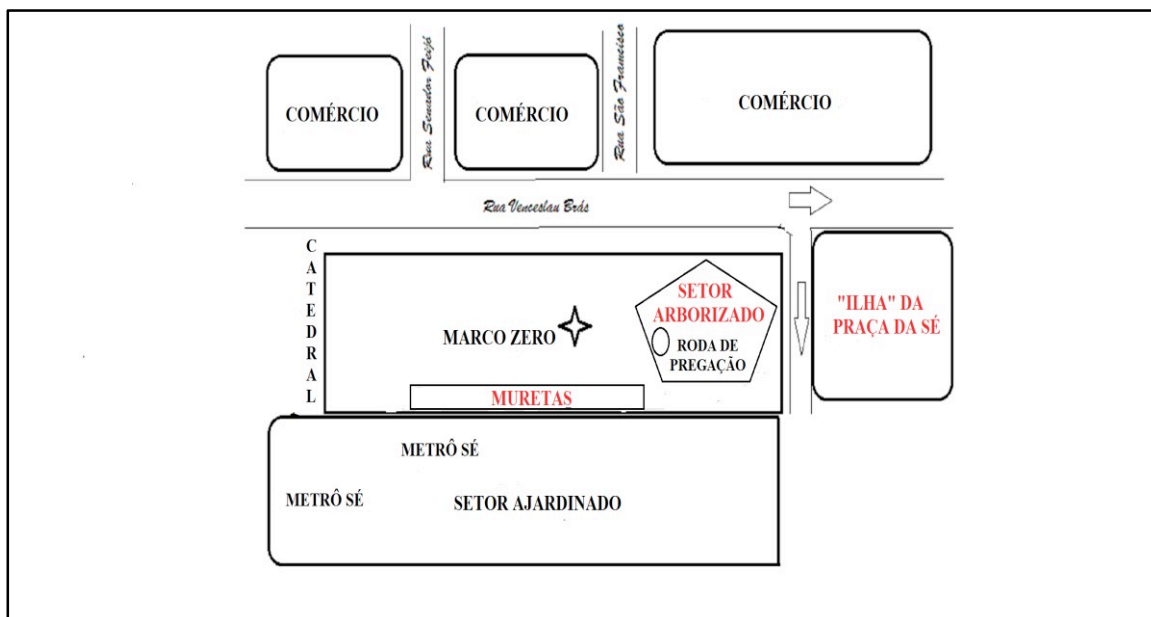 Rua Senador Feijó
Rua São Francisco
COMÉRCIO
COMÉRCIO
COMÉRCIO
Rua Venceslau Brás
CATEDRAL
SETOR
ARBORIZADO
RODA DE
PREGAÇÃO
MARCO ZERO
MURETAS
"ILHA" DA
PRAÇA DA SÉ
METRÔ SÉ
METRÔ SÉ
SETOR AJARDINADO